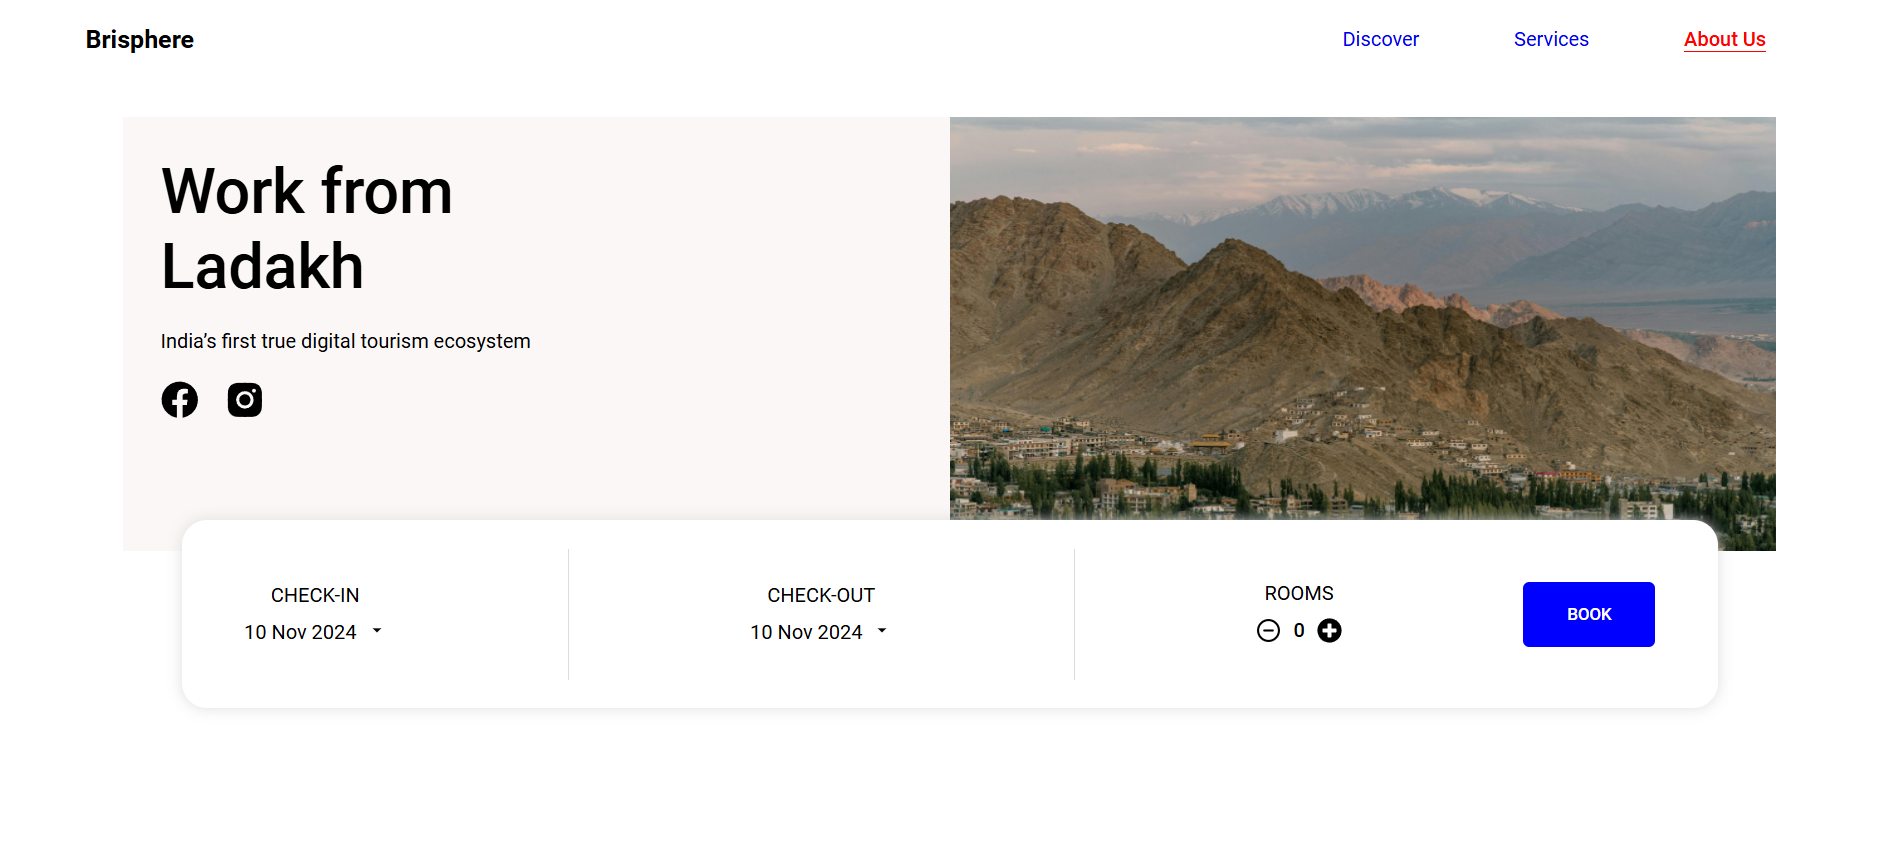 Brisphere
Discover
Services
About Us
Work from
Ladakh
India’s first true digital tourism ecosystem
CHECK-IN
10 Nov 2024
CHECK-OUT
10 Nov 2024
ROOMS
0
BOOK